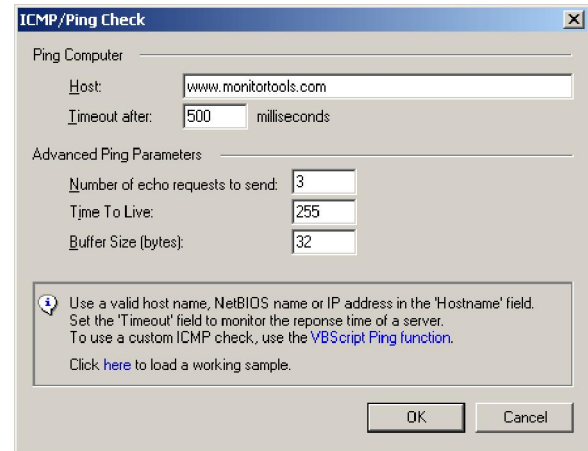 ICMP/Ping Check
Ping Computer
Host: www.monitortools.com
Timeout after: 500 milliseconds
Advanced Ping Parameters
Number of echo requests to send: 3
Time To Live: 255
Buffer Size (bytes): 32
Use a valid host name, NetBIOS name or IP address in the 'Hostname' field.
Set the 'Timeout' field to monitor the reponse time of a server.
To use a custom ICMP check, use the VBScript Ping function.
Click here to load a working sample.
OK Cancel